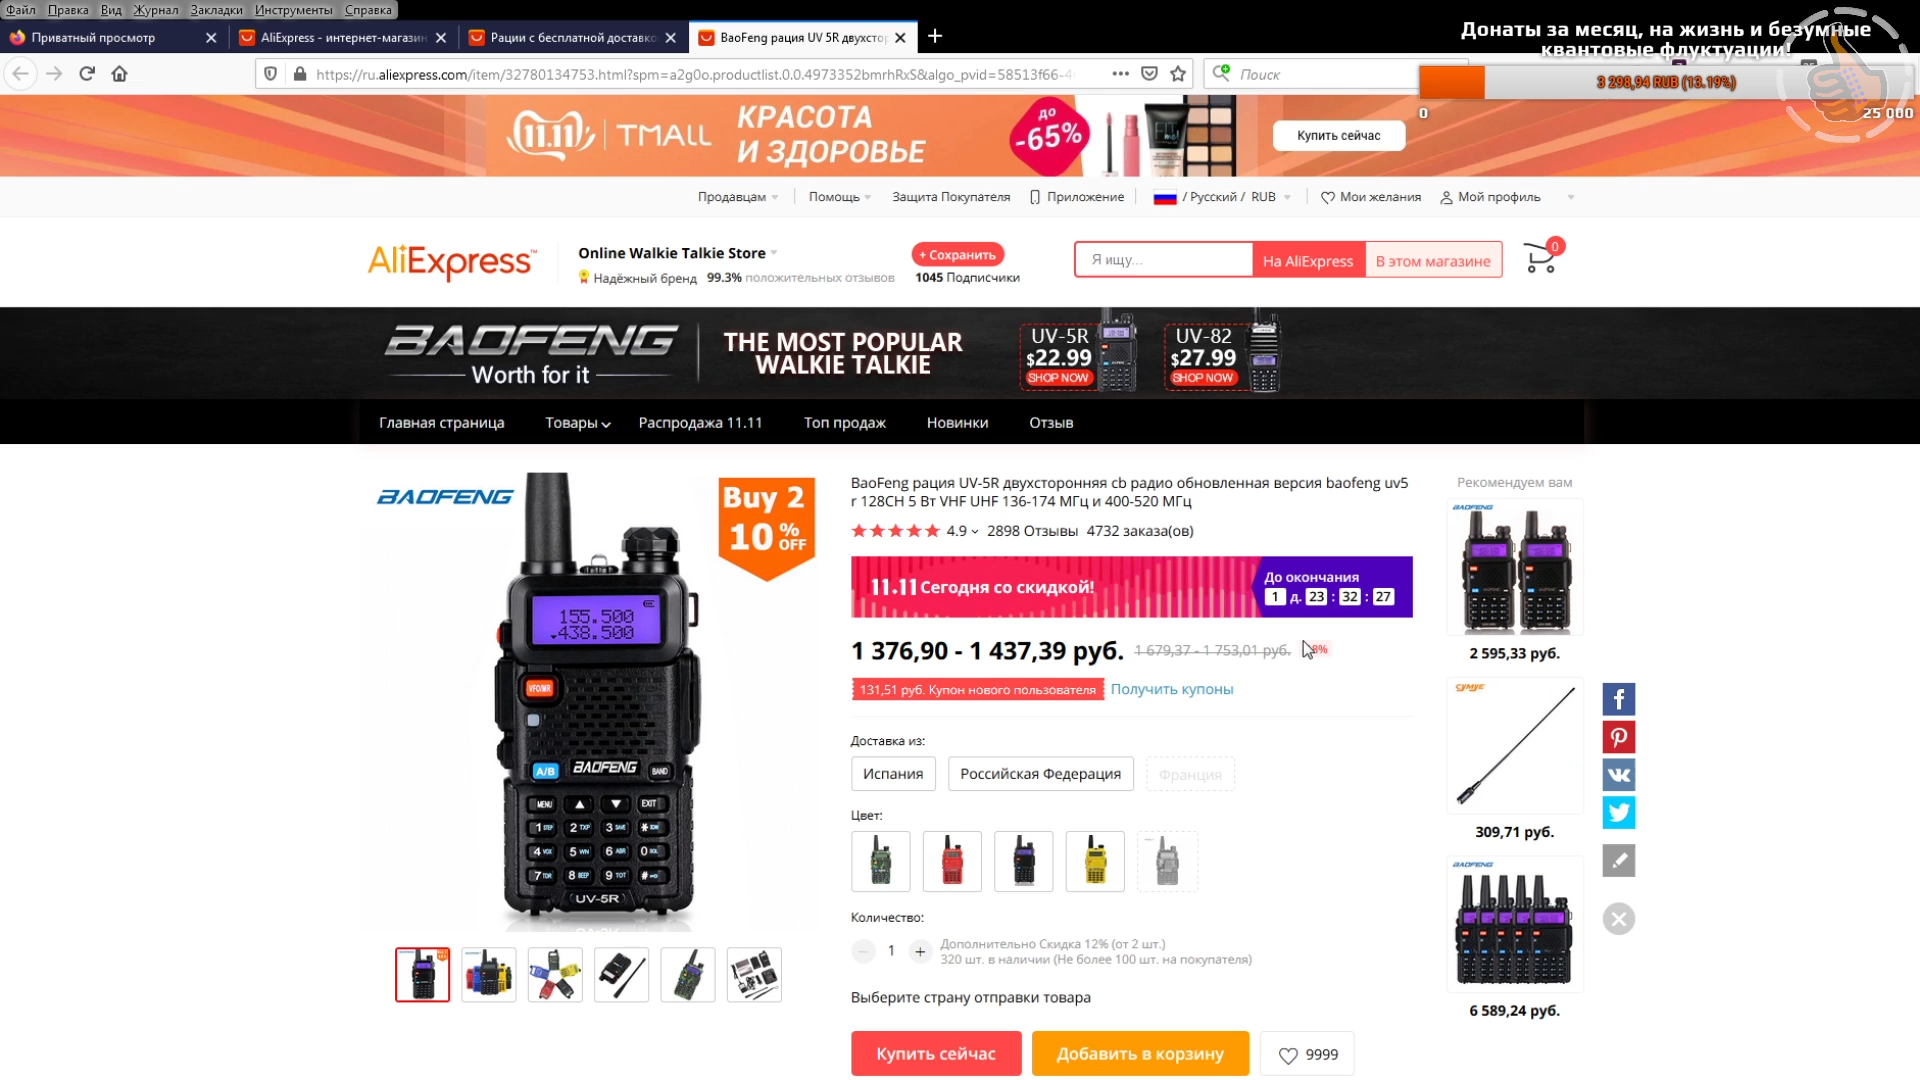 Файл Правка Вид Журнал Закладки Инструменты Справка
Донаты за месяц, на жизнь и безумные
квантовые флуктуации!
3 298,94 RUB (13.19%)
0
25 000
Приватный просмотр
AliExpress - интернет-магазин
Рации с бесплатной доставко
BaoFeng рация UV 5R двухстор
https://ru.aliexpress.com/item/32780134753.html?spm=a2g0o.productlist.0.0.4973352bmrhRxS&algo_pvid=58513f66-4
Поиск
11.11 TMALL
КРАСОТА
И ЗДОРОВЬЕ
до
-65%
FIT
me!
Купить сейчас
Продавцам Помощь Защита Покупателя Приложение / Русский / RUB Мои желания Мой профиль
AliExpress™
Online Walkie Talkie Store
Надёжный бренд 99.3% положительных отзывов
+ Сохранить
1045 Подписчики
Я ищу...
На AliExpress
В этом магазине
0
BAOFENG
Worth for it
THE MOST POPULAR
WALKIE TALKIE
UV-5R
$22.99
SHOP NOW
UV-82
$27.99
SHOP NOW
Главная страница Товары Распродажа 11.11 Топ продаж Новинки Отзыв
BAOFENG
Buy 2
10 % OFF
155.500
438.500
VFO/MR
A/B BAOFENG BAND
MENU EXIT
1 STEP 2 TXP 3 SAVE *
4 VOX 5 WN 6 ABR 0
7 TDR 8 BEEP 9 TOT #
UV-5R
BaoFeng рация UV-5R двухсторонняя cb радио обновленная версия baofeng uv5
r 128CH 5 Вт VHF UHF 136-174 МГц и 400-520 МГц
4.9 2898 Отзывы 4732 заказа(ов)
11.11 Сегодня со скидкой!
До окончания
1 д. 23 : 32 : 27
1 376,90 - 1 437,39 руб. 1 679,37 - 1 753,01 руб. 8%
131,51 руб. Купон нового пользователя Получить купоны
Доставка из:
Испания Российская Федерация Франция
Цвет:
Количество:
1
Дополнительно Скидка 12% (от 2 шт.)
320 шт. в наличии (Не более 100 шт. на покупателя)
Выберите страну отправки товара
Купить сейчас
Добавить в корзину
9999
Рекомендуем вам
BAOFENG
2 595,33 руб.
309,71 руб.
BAOFENG
6 589,24 руб.